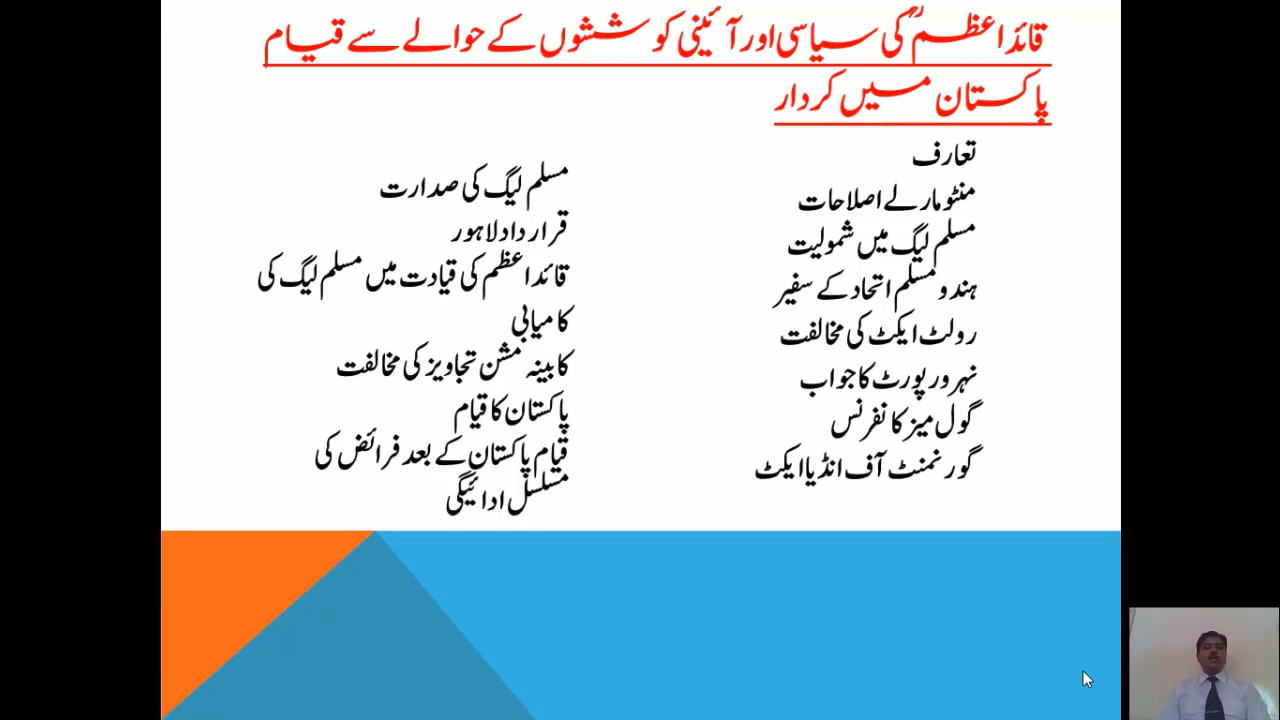 قائداعظمؒ کی سیاسی اور آئینی کوششوں کے حوالے سے قیام
پاکستان میں کردار
تعارف
منٹو مارلے اصلاحات
مسلم لیگ میں شمولیت
ہندو مسلم اتحاد کے سفیر
رولٹ ایکٹ کی مخالفت
نہرو رپورٹ کا جواب
گول میز کانفرنس
گورنمنٹ آف انڈیا ایکٹ
مسلم لیگ کی صدارت
قرار داد لاہور
قائداعظم کی قیادت میں مسلم لیگ کی
کامیابی
کابینہ مشن تجاویز کی مخالفت
پاکستان کا قیام
قیام پاکستان کے بعد فرائض کی
مسلسل ادائیگی